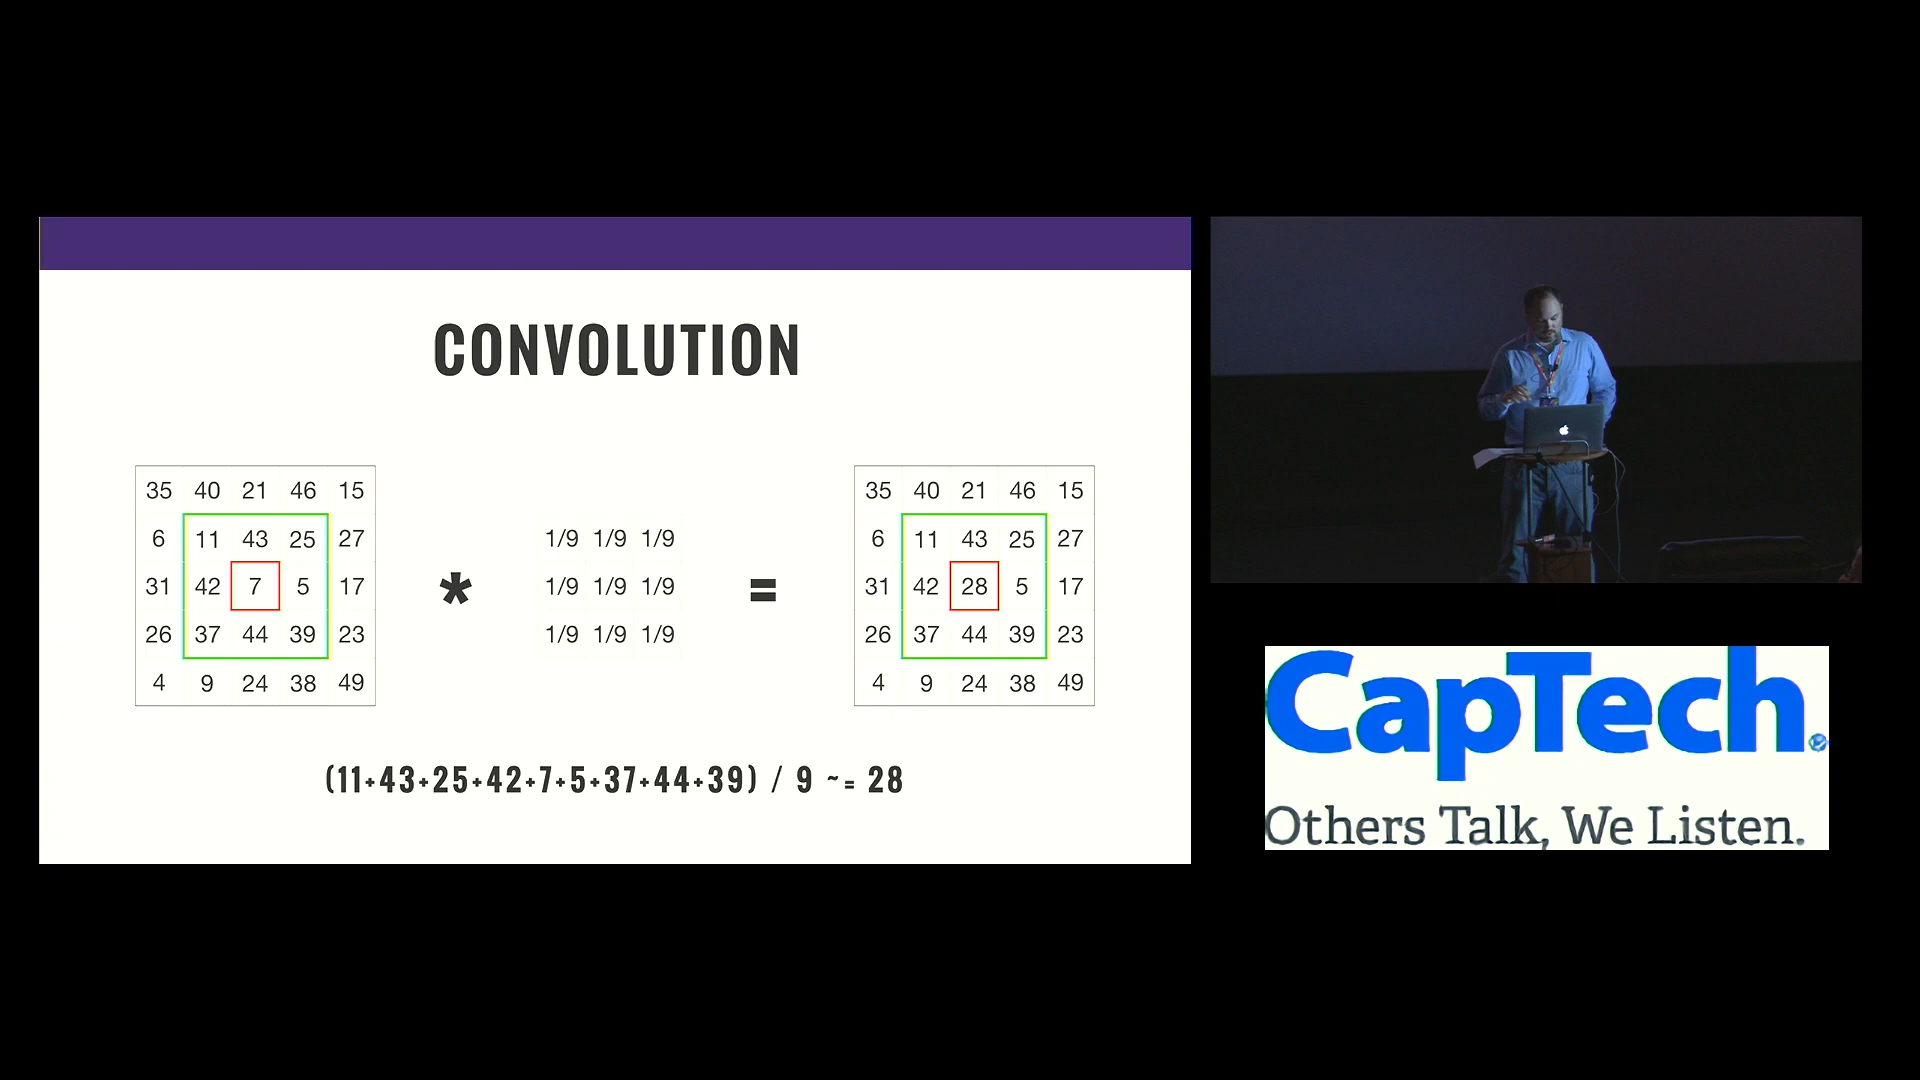 CONVOLUTION
35 40 21 46 15
6 11 43 25 27
31 42 7 5 17
26 37 44 39 23
4 9 24 38 49
*
1/9 1/9 1/9
1/9 1/9 1/9
1/9 1/9 1/9
=
35 40 21 46 15
6 11 43 25 27
31 42 28 5 17
26 37 44 39 23
4 9 24 38 49
(11+43+25+42+7+5+37+44+39) / 9 ~= 28
CapTech
Others Talk, We Listen.